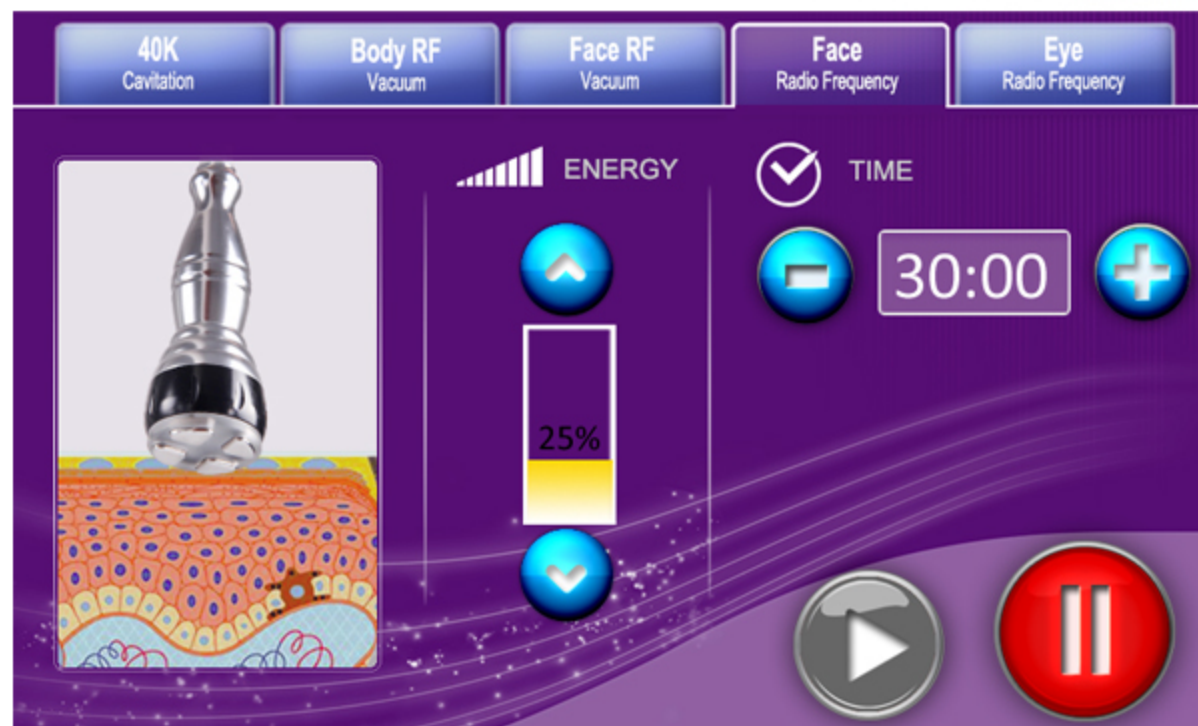 40K
Cavitation
Body RF
Vacuum
Face RF
Vacuum
Face
Radio Frequency
Eye
Radio Frequency
ENERGY
TIME
30:00
25%